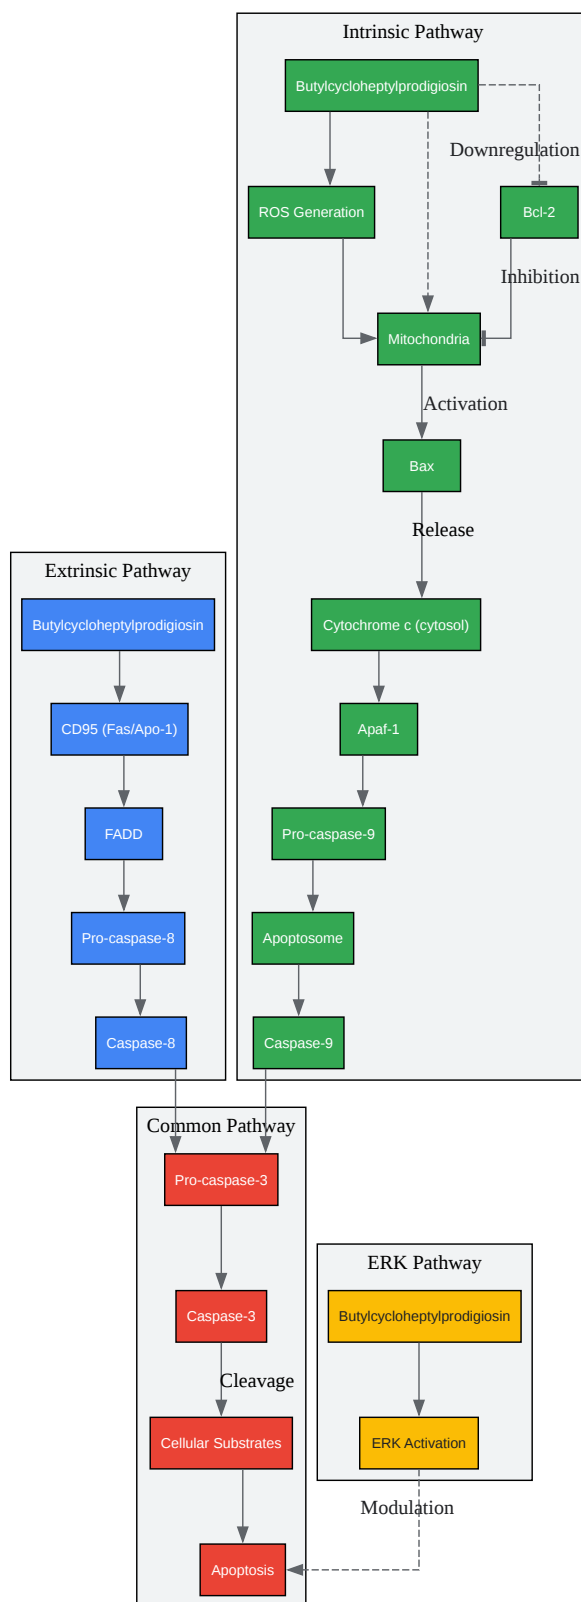 Intrinsic Pathway
Butylcycloheptylprodigiosin
Downregulation
ROS Generation
Bcl-2
Inhibition
Mitochondria
Activation
Bax
Release
Cytochrome c (cytosol)
Apaf-1
Pro-caspase-9
Apoptosome
Caspase-9
Extrinsic Pathway
Butylcycloheptylprodigiosin
CD95 (Fas/Apo-1)
FADD
Pro-caspase-8
Caspase-8
Common Pathway
Pro-caspase-3
Caspase-3
Cleavage
Cellular Substrates
Apoptosis
ERK Pathway
Butylcycloheptylprodigiosin
ERK Activation
Modulation